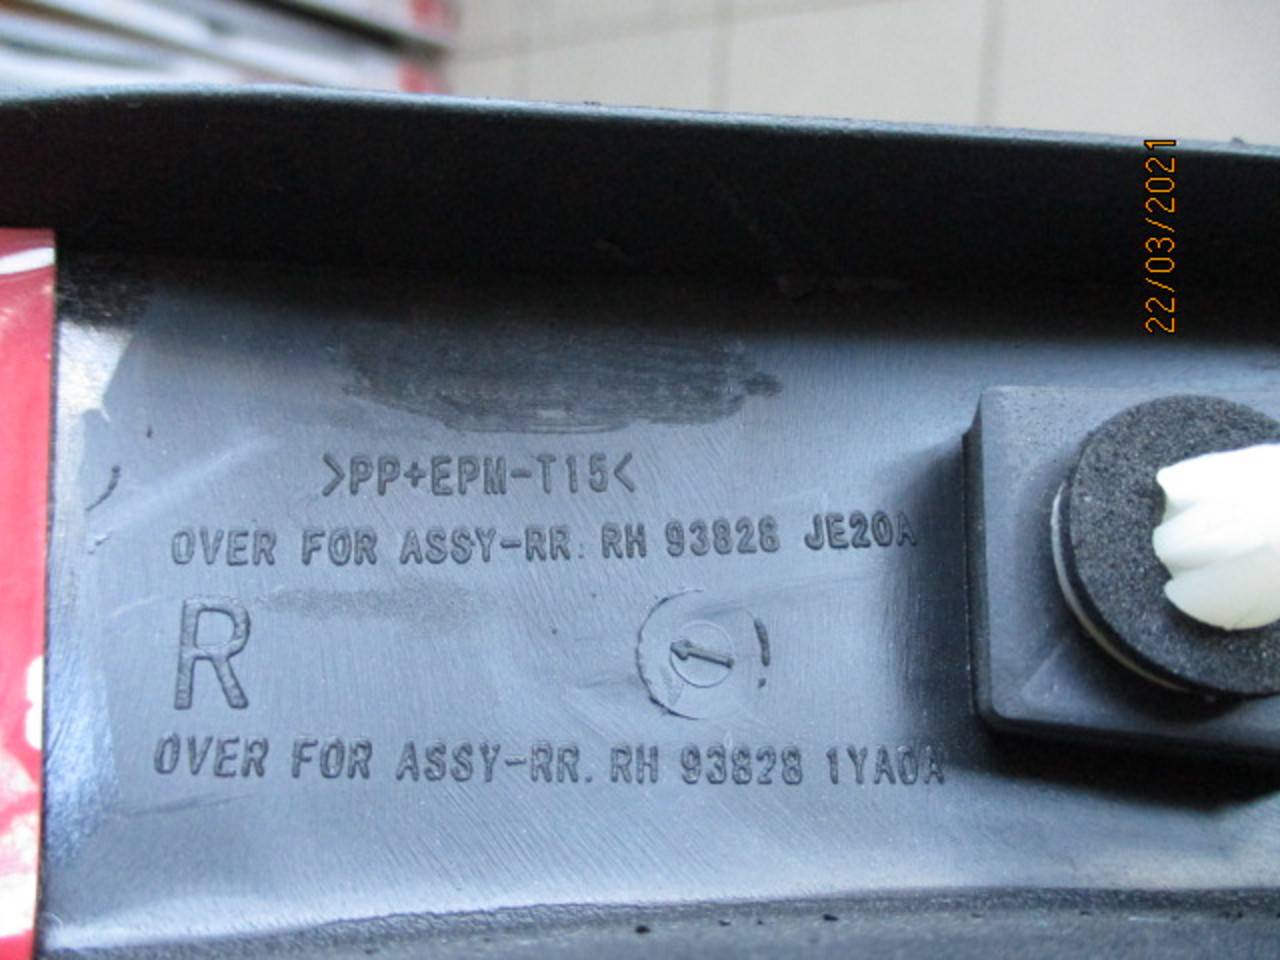 >PP+EPM-T15<
OVER FOR ASSY-RR. RH 93828 JE20A
R
OVER FOR ASSY-RR. RH 93828 1YA0A
22/03/2021